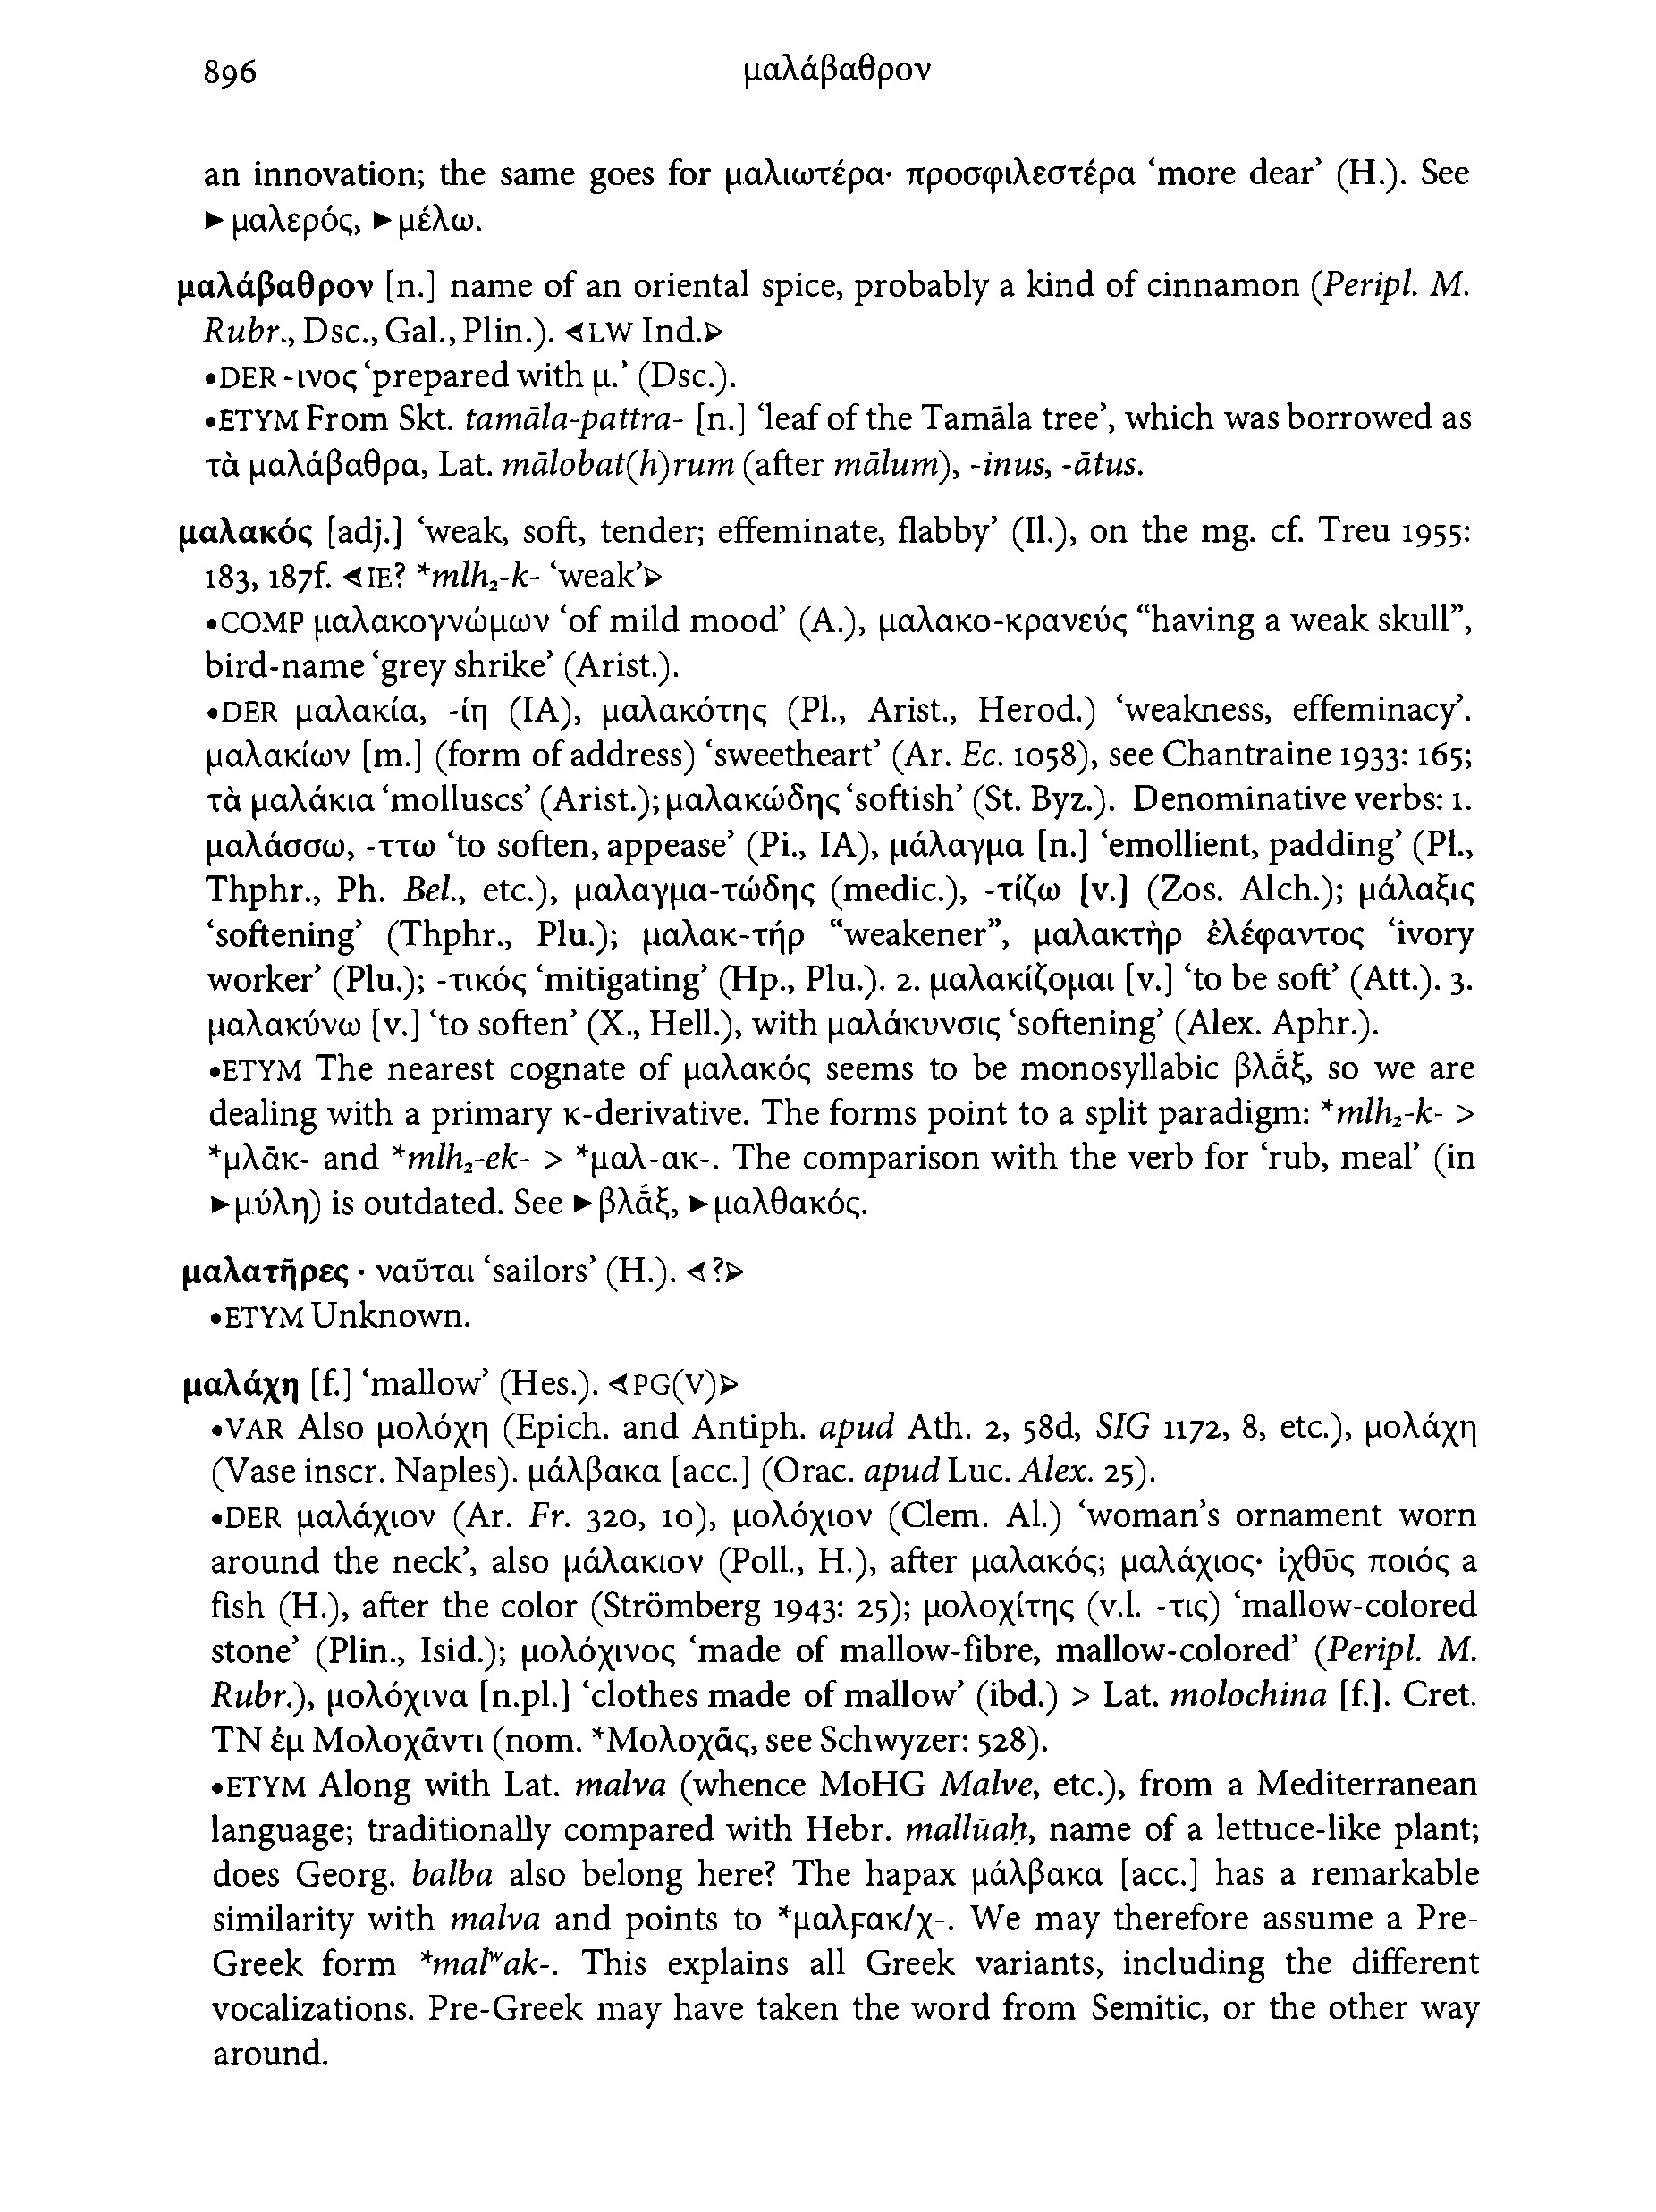 896 μαλάβαθρον
an innovation; the same goes for μαλιωτέρα· προσφιλεστέρα ‘more dear’ (H.). See
►μαλερός, ►μέλω.
μαλάβαθρον [n.] name of an oriental spice, probably a kind of cinnamon (Peripl. M.
Rubr., Dsc., Gal., Plin.). ⊲LW Ind.⊳
•DER -ινος ‘prepared with μ.’ (Dsc.).
•ETYM From Skt. tamāla-pattra- [n.] ‘leaf of the Tamāla tree’, which was borrowed as
τὰ μαλάβαθρα, Lat. mālobat(h)rum (after mālum), -inus, -ātus.
μαλακός [adj.] ‘weak, soft, tender; effeminate, flabby’ (Il.), on the mg. cf. Treu 1955:
183, 187f. ⊲IE? *mlh₂-k- ‘weak’⊳
•COMP μαλακογνώμων ‘of mild mood’ (A.), μαλακο-κρανεύς “having a weak skull”,
bird-name ‘grey shrike’ (Arist.).
•DER μαλακία, -ίη (IA), μαλακότης (Pl., Arist., Herod.) ‘weakness, effeminacy’.
μαλακίων [m.] (form of address) ‘sweetheart’ (Ar. Ec. 1058), see Chantraine 1933: 165;
τὰ μαλάκια ‘molluscs’ (Arist.); μαλακώδης ‘softish’ (St. Byz.). Denominative verbs: 1.
μαλάσσω, -ττω ‘to soften, appease’ (Pi., IA), μάλαγμα [n.] ‘emollient, padding’ (Pl.,
Thphr., Ph. Bel., etc.), μαλαγμα-τώδης (medic.), -τίζω [v.] (Zos. Alch.); μάλαξις
‘softening’ (Thphr., Plu.); μαλακ-τήρ “weakener”, μαλακτὴρ ἐλέφαντος ‘ivory
worker’ (Plu.); -τικός ‘mitigating’ (Hp., Plu.). 2. μαλακίζομαι [v.] ‘to be soft’ (Att.). 3.
μαλακύνω [v.] ‘to soften’ (X., Hell.), with μαλάκυνσις ‘softening’ (Alex. Aphr.).
•ETYM The nearest cognate of μαλακός seems to be monosyllabic βλά̄ξ, so we are
dealing with a primary κ-derivative. The forms point to a split paradigm: *mlh₂-k- >
*μλᾱκ- and *mlh₂-ek- > *μαλ-ακ-. The comparison with the verb for ‘rub, meal’ (in
►μύλη) is outdated. See ►βλά̄ξ, ►μαλθακός.
μαλατῆρες · ναῦται ‘sailors’ (H.). ⊲?⊳
•ETYM Unknown.
μαλάχη [f.] ‘mallow’ (Hes.). ⊲PG(V)⊳
•VAR Also μολόχη (Epich. and Antiph. apud Ath. 2, 58d, SIG 1172, 8, etc.), μολάχη
(Vase inscr. Naples). μάλβακα [acc.] (Orac. apud Luc. Alex. 25).
•DER μαλάχιον (Ar. Fr. 320, 10), μολόχιον (Clem. Al.) ‘woman’s ornament worn
around the neck’, also μάλακιον (Poll., H.), after μαλακός; μαλάχιος· ἰχθῦς ποιός a
fish (H.), after the color (Strömberg 1943: 25); μολοχίτης (v.l. -τις) ‘mallow-colored
stone’ (Plin., Isid.); μολόχινος ‘made of mallow-fibre, mallow-colored’ (Peripl. M.
Rubr.), μολόχινα [n.pl.] ‘clothes made of mallow’ (ibd.) > Lat. molochina [f.]. Cret.
TN ἐμ Μολοχᾶντι (nom. *Μολοχᾶς, see Schwyzer: 528).
•ETYM Along with Lat. malva (whence MoHG Malve, etc.), from a Mediterranean
language; traditionally compared with Hebr. mallūaḥ, name of a lettuce-like plant;
does Georg. balba also belong here? The hapax μάλβακα [acc.] has a remarkable
similarity with malva and points to *μαλϝακ/χ-. We may therefore assume a Pre-
Greek form *malʷak-. This explains all Greek variants, including the different
vocalizations. Pre-Greek may have taken the word from Semitic, or the other way
around.